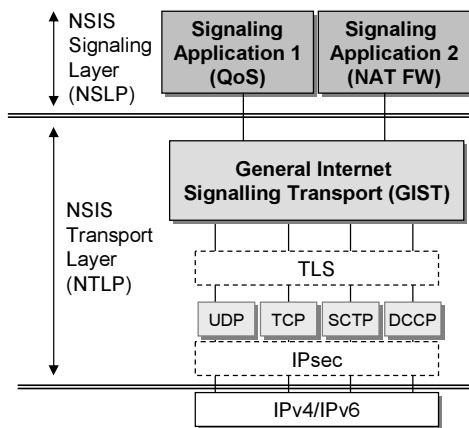 NSIS
Signaling
Layer
(NSLP)
Signaling
Application 1
(QoS)
Signaling
Application 2
(NAT FW)
NSIS
Transport
Layer
(NTLP)
General Internet
Signalling Transport (GIST)
TLS
UDP
TCP
SCTP
DCCP
IPsec
IPv4/IPv6